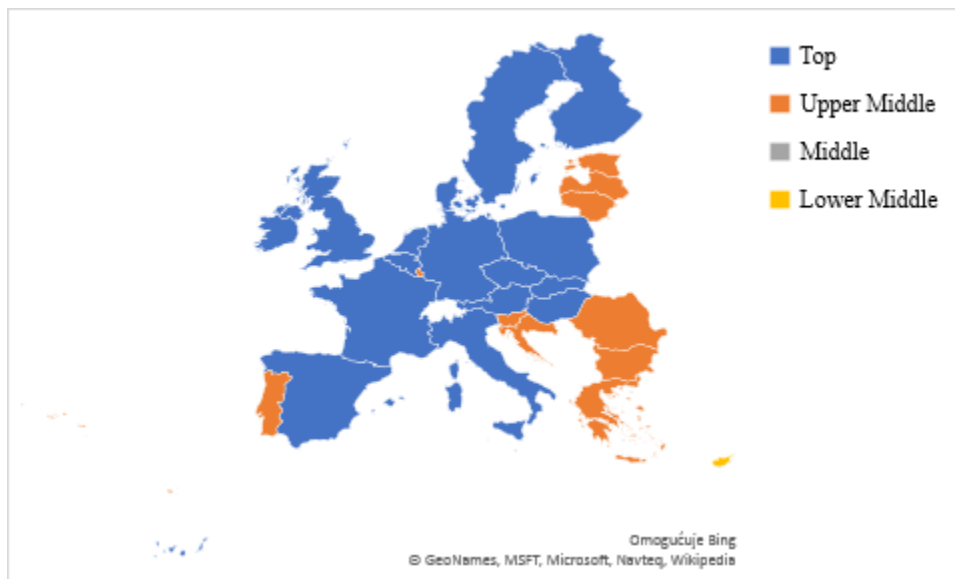 Top
Upper Middle
Middle
Lower Middle
Omogućuje Bing
© GeoNames, MSFT, Microsoft, Navteq, Wikipedia